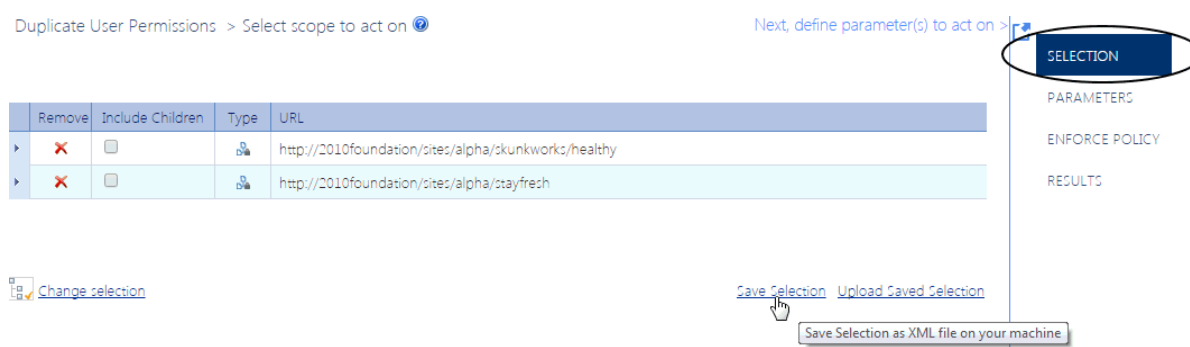 Duplicate User Permissions > Select scope to act on
Next, define parameter(s) to act on >
SELECTION
PARAMETERS
ENFORCE POLICY
RESULTS
Remove Include Children Type URL
http://2010foundation/sites/alpha/skunkworks/healthy
http://2010foundation/sites/alpha/stayfresh
Change selection
Save Selection Upload Saved Selection
Save Selection as XML file on your machine